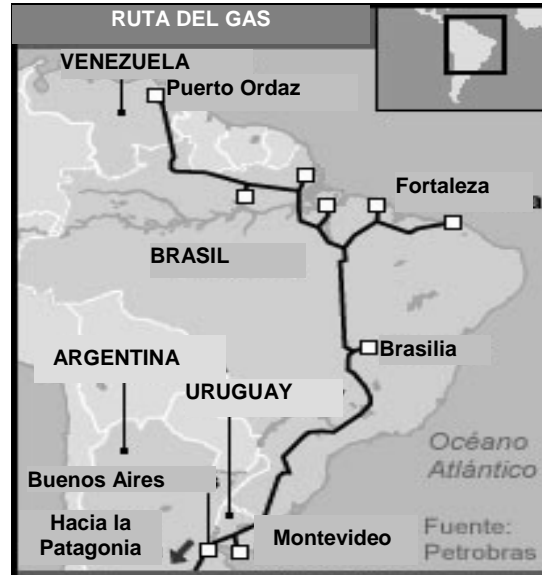 RUTA DEL GAS
VENEZUELA
Puerto Ordaz
Fortaleza
BRASIL
Brasilia
ARGENTINA
URUGUAY
Océano
Atlántico
Buenos Aires
Hacia la
Patagonia
Montevideo
Fuente:
Petrobras